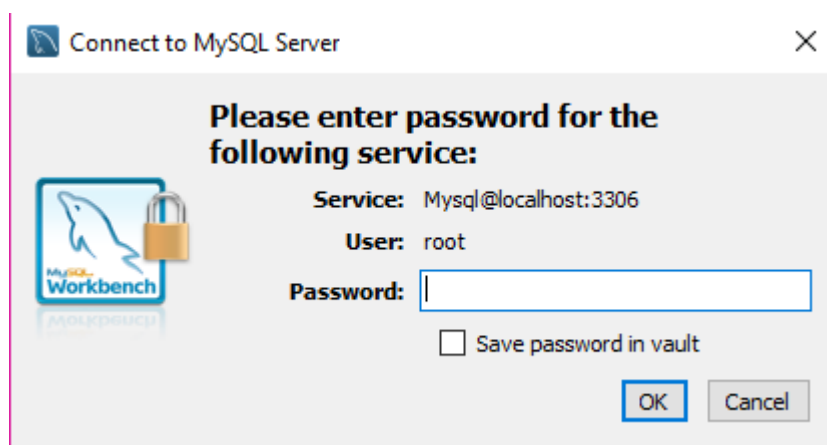 Connect to MySQL Server
Please enter password for the
following service:
Service: Mysql@localhost:3306
User: root
MySQL
Workbench
Password:
Save password in vault
OK Cancel